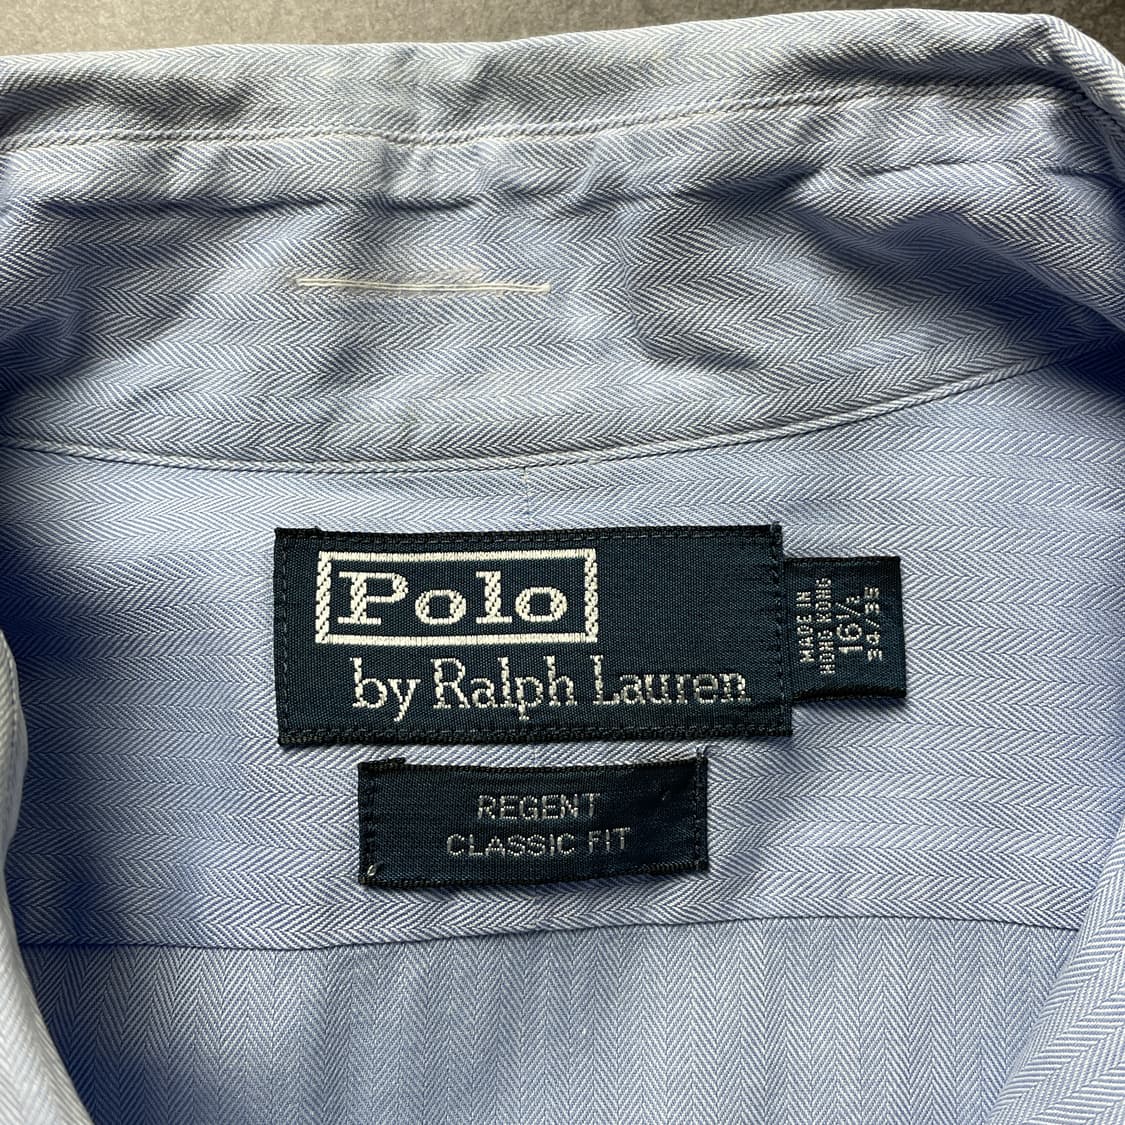 Polo
by Ralph Lauren
MADE IN
HONG KONG
16½
34/35
REGENT
CLASSIC FIT